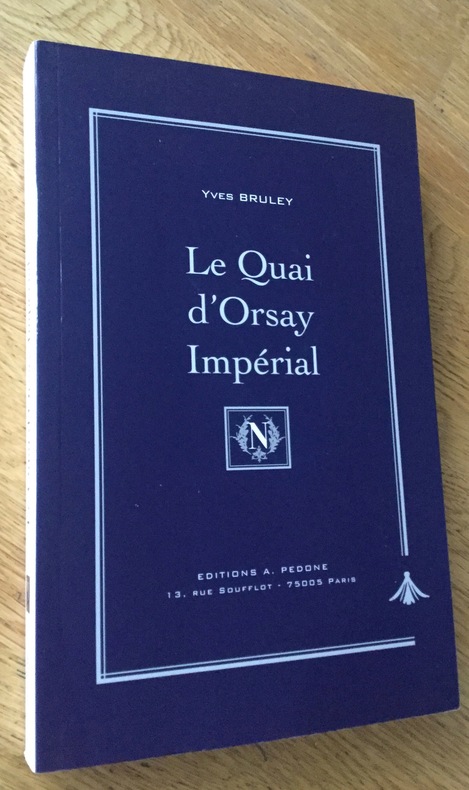 Yves BRULEY
Le Quai
d'Orsay
Impérial
N
EDITIONS A. PEDONE
13, RUE SOUFFLOT - 75005 PARIS